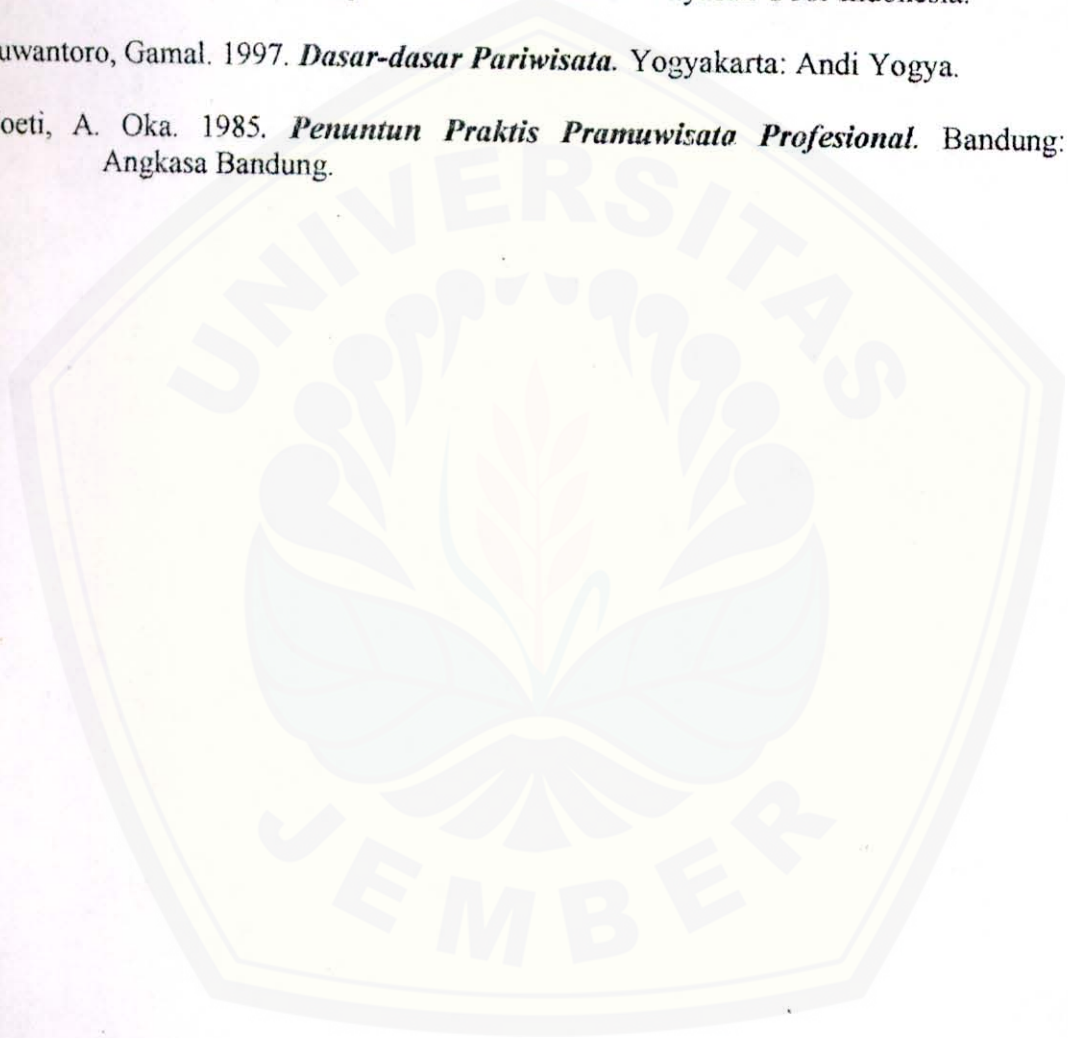 uwantoro, Gamal. 1997. Dasar-dasar Pariwisata. Yogyakarta: Andi Yogya.
oeti, A. Oka. 1985. Penuntun Praktis Pramuwisata Profesional. Bandung:
Angkasa Bandung.
UNIVERSITAS
JEMBER